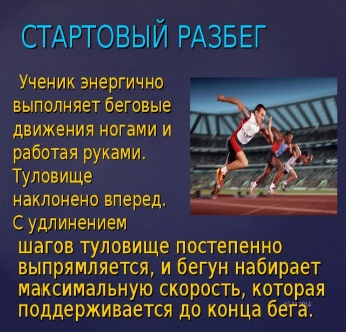 СТАРТОВЫЙ РАЗБЕГ
Ученик энергично
выполняет беговые
движения ногами и
работая руками.
Туловище
наклонено вперед.
С удлинением
шагов туловище постепенно
выпрямляется, и бегун набирает
максимальную скорость, которая
поддерживается до конца бега.